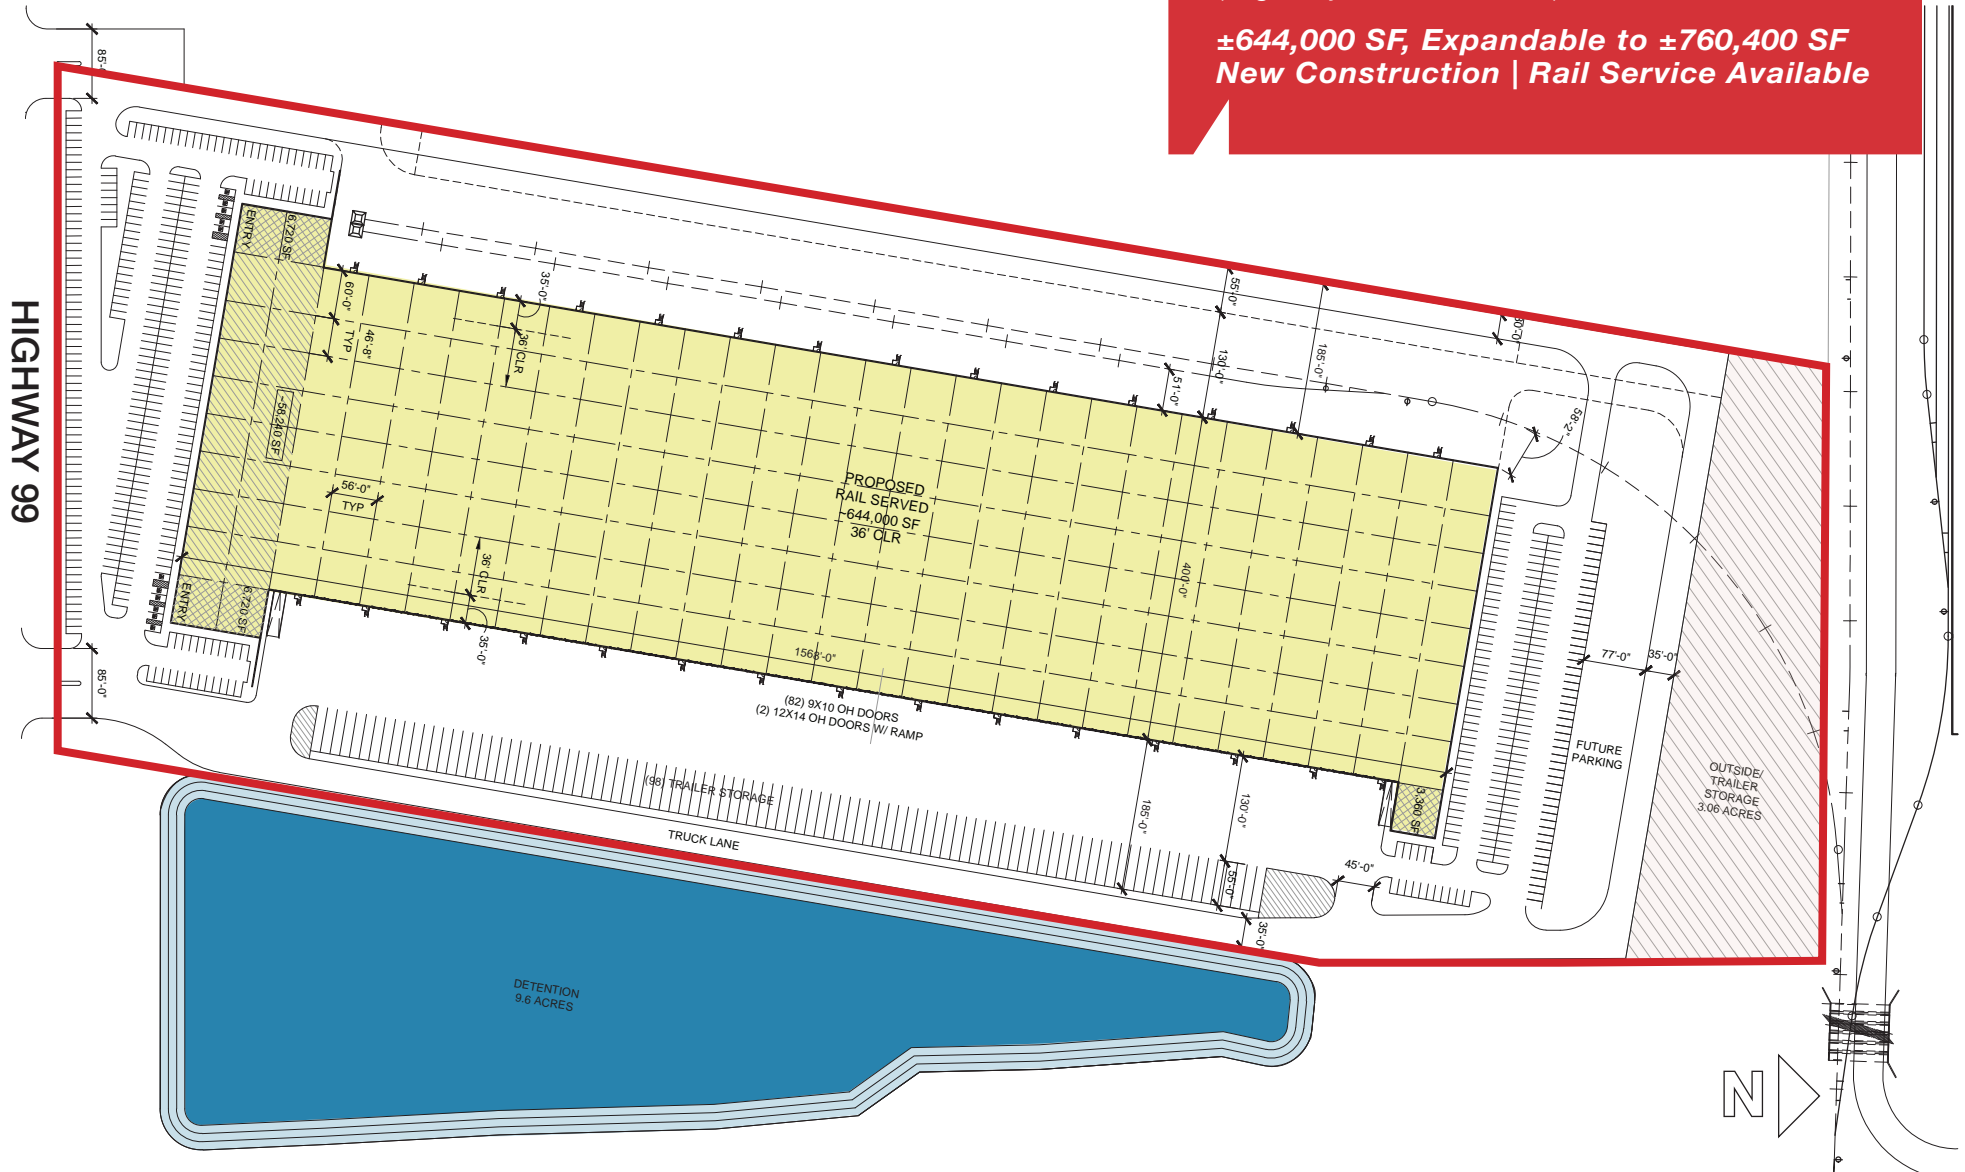 ±644,000 SF, Expandable to ±760,400 SF
New Construction | Rail Service Available
HIGHWAY 99
85'-0"
ENTRY
6,720 SF
60'-0"
TYP
46'-8"
35'-0"
36' CLR
~58,240 SF
56'-0"
TYP
36' CLR
35'-0"
ENTRY
6,720 SF
85'-0"
PROPOSED
RAIL SERVED
~644,000 SF
36' CLR
55'-0"
130'-0"
185'-0"
51'-0"
58'-2"
400'-0"
1568'-0"
(82) 9X10 OH DOORS
(2) 12X14 OH DOORS W/ RAMP
(98) TRAILER STORAGE
TRUCK LANE
185'-0"
130'-0"
55'-0"
35'-0"
45'-0"
3,360 SF
77'-0"
35'-0"
FUTURE
PARKING
OUTSIDE/
TRAILER
STORAGE
3.06 ACRES
DETENTION
9.6 ACRES
N